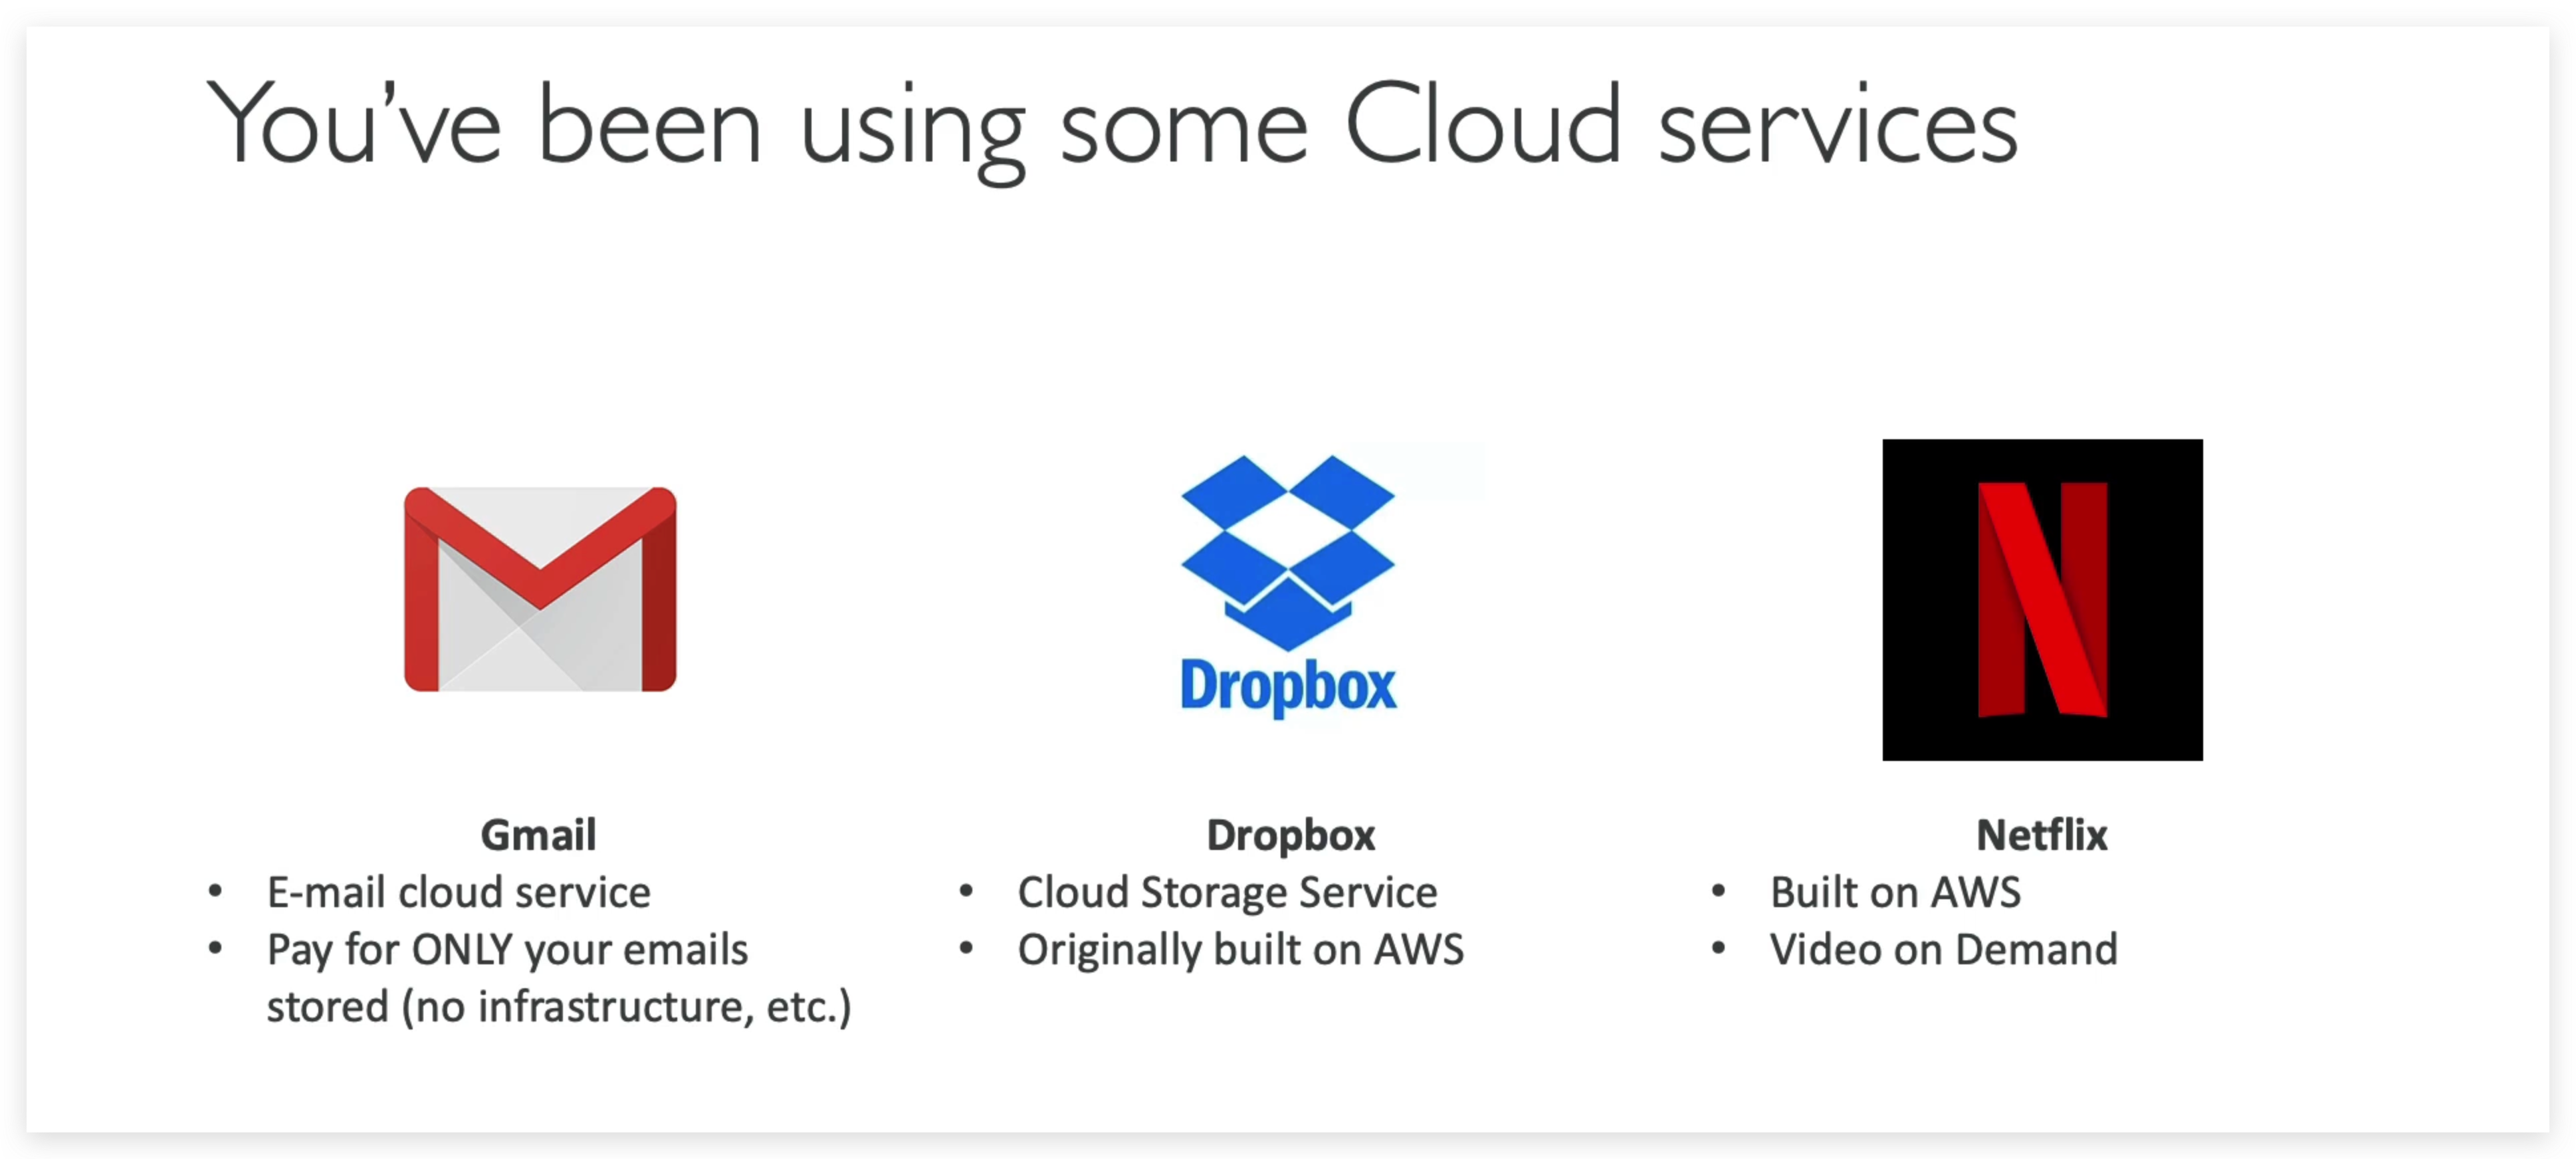 You've been using some Cloud services
Dropbox
Gmail
• E-mail cloud service
• Pay for ONLY your emails
stored (no infrastructure, etc.)
Dropbox
• Cloud Storage Service
• Originally built on AWS
Netflix
• Built on AWS
• Video on Demand